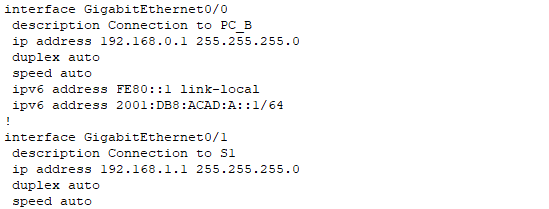 interface GigabitEthernet0/0
 description Connection to PC_B
 ip address 192.168.0.1 255.255.255.0
 duplex auto
 speed auto
 ipv6 address FE80::1 link-local
 ipv6 address 2001:DB8:ACAD:A::1/64
!
interface GigabitEthernet0/1
 description Connection to S1
 ip address 192.168.1.1 255.255.255.0
 duplex auto
 speed auto